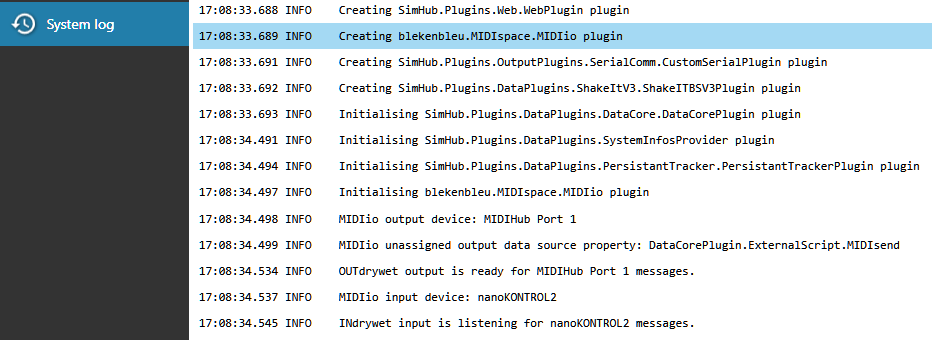 System log
17:08:33.688 INFO Creating SimHub.Plugins.Web.WebPlugin plugin
17:08:33.689 INFO Creating blekenbleu.MIDIspace.MIDIio plugin
17:08:33.691 INFO Creating SimHub.Plugins.OutputPlugins.SerialComm.CustomSerialPlugin plugin
17:08:33.692 INFO Creating SimHub.Plugins.DataPlugins.ShakeItV3.ShakeITBSV3Plugin plugin
17:08:33.693 INFO Initialising SimHub.Plugins.DataPlugins.DataCore.DataCorePlugin plugin
17:08:34.491 INFO Initialising SimHub.Plugins.DataPlugins.SystemInfosProvider plugin
17:08:34.494 INFO Initialising SimHub.Plugins.DataPlugins.PersistantTracker.PersistantTrackerPlugin plugin
17:08:34.497 INFO Initialising blekenbleu.MIDIspace.MIDIio plugin
17:08:34.498 INFO MIDIio output device: MIDIHub Port 1
17:08:34.499 INFO MIDIio unassigned output data source property: DataCorePlugin.ExternalScript.MIDIsend
17:08:34.534 INFO OUTdrywet output is ready for MIDIHub Port 1 messages.
17:08:34.537 INFO MIDIio input device: nanoKONTROL2
17:08:34.545 INFO INdrywet input is listening for nanoKONTROL2 messages.